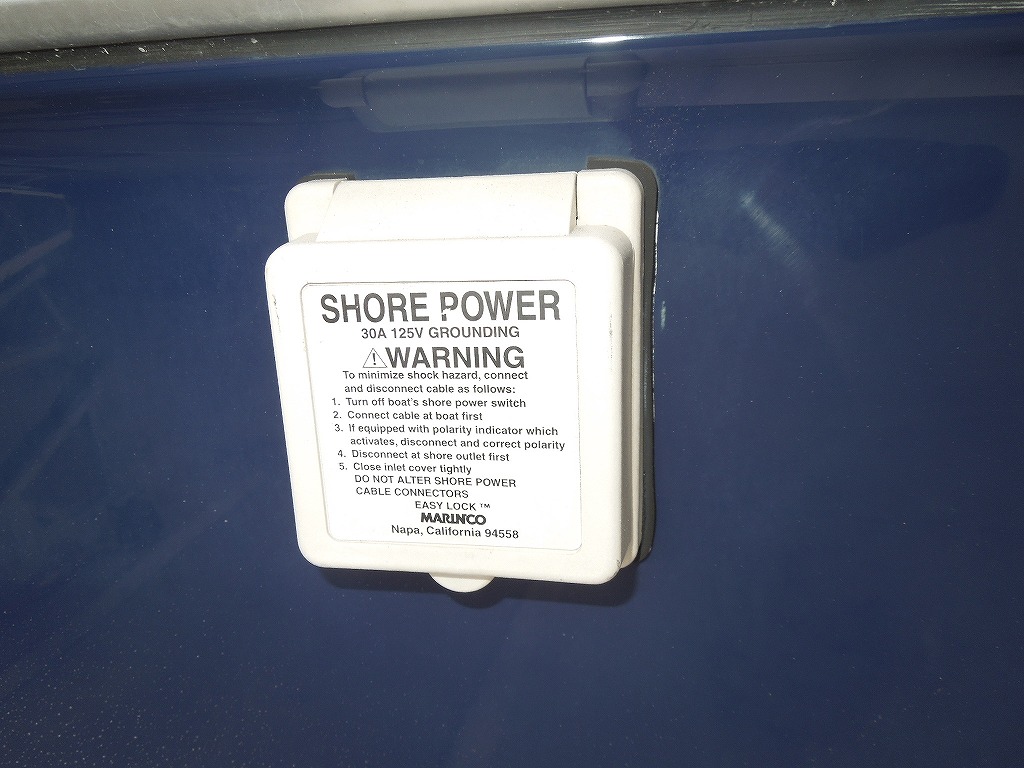 SHORE POWER
30A 125V GROUNDING
⚠WARNING
To minimize shock hazard, connect
and disconnect cable as follows:
1. Turn off boat's shore power switch
2. Connect cable at boat first
3. If equipped with polarity indicator which
activates, disconnect and correct polarity
4. Disconnect at shore outlet first
5. Close inlet cover tightly
DO NOT ALTER SHORE POWER
CABLE CONNECTORS
EASY LOCK™
MARINCO
Napa, California 94558